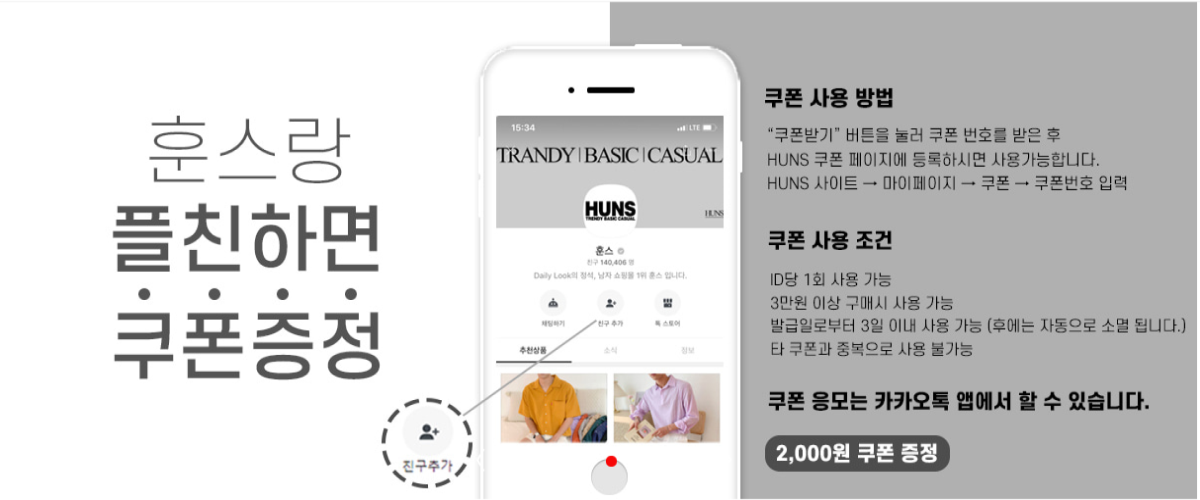 훈스랑
플친하면
쿠폰증정
친구추가
15:34
LTE
TRANDY | BASIC | CASUAL
HUNS
TRENDY BASIC CASUAL
HUNS
훈스
친구 140,406 명
Daily Look의 정석, 남자 쇼핑몰 1위 훈스 입니다.
채팅하기
친구 추가
톡 스토어
추천상품
소식
정보
쿠폰 사용 방법
“쿠폰받기” 버튼을 눌러 쿠폰 번호를 받은 후
HUNS 쿠폰 페이지에 등록하시면 사용가능합니다.
HUNS 사이트 → 마이페이지 → 쿠폰 → 쿠폰번호 입력
쿠폰 사용 조건
ID당 1회 사용 가능
3만원 이상 구매시 사용 가능
발급일로부터 3일 이내 사용 가능 (후에는 자동으로 소멸 됩니다.)
타 쿠폰과 중복으로 사용 불가능
쿠폰 응모는 카카오톡 앱에서 할 수 있습니다.
2,000원 쿠폰 증정